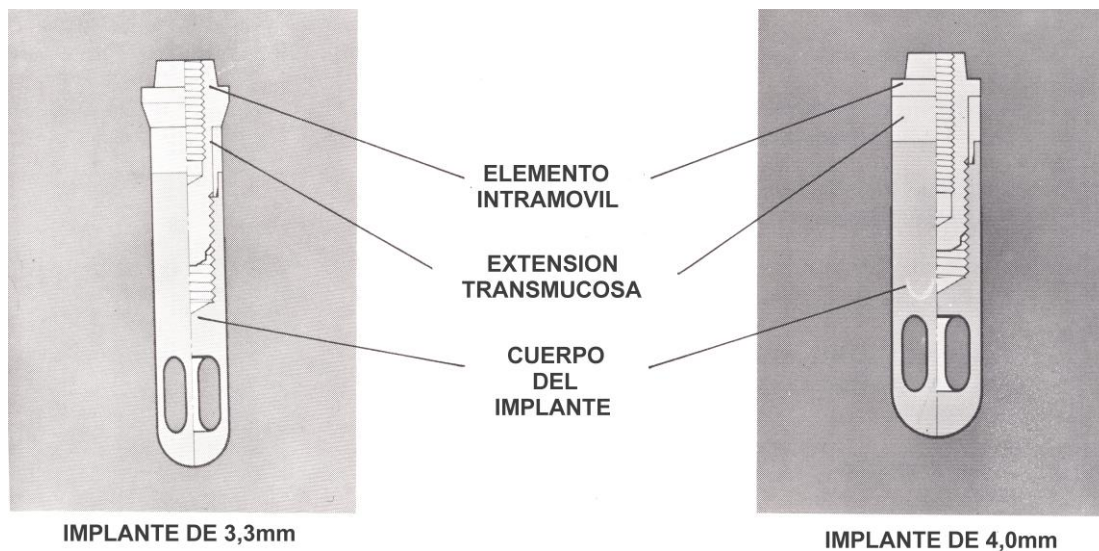 ELEMENTO
INTRAMOVIL
EXTENSION
TRANSMUCOSA
CUERPO
DEL
IMPLANTE
IMPLANTE DE 3,3mm
IMPLANTE DE 4,0mm